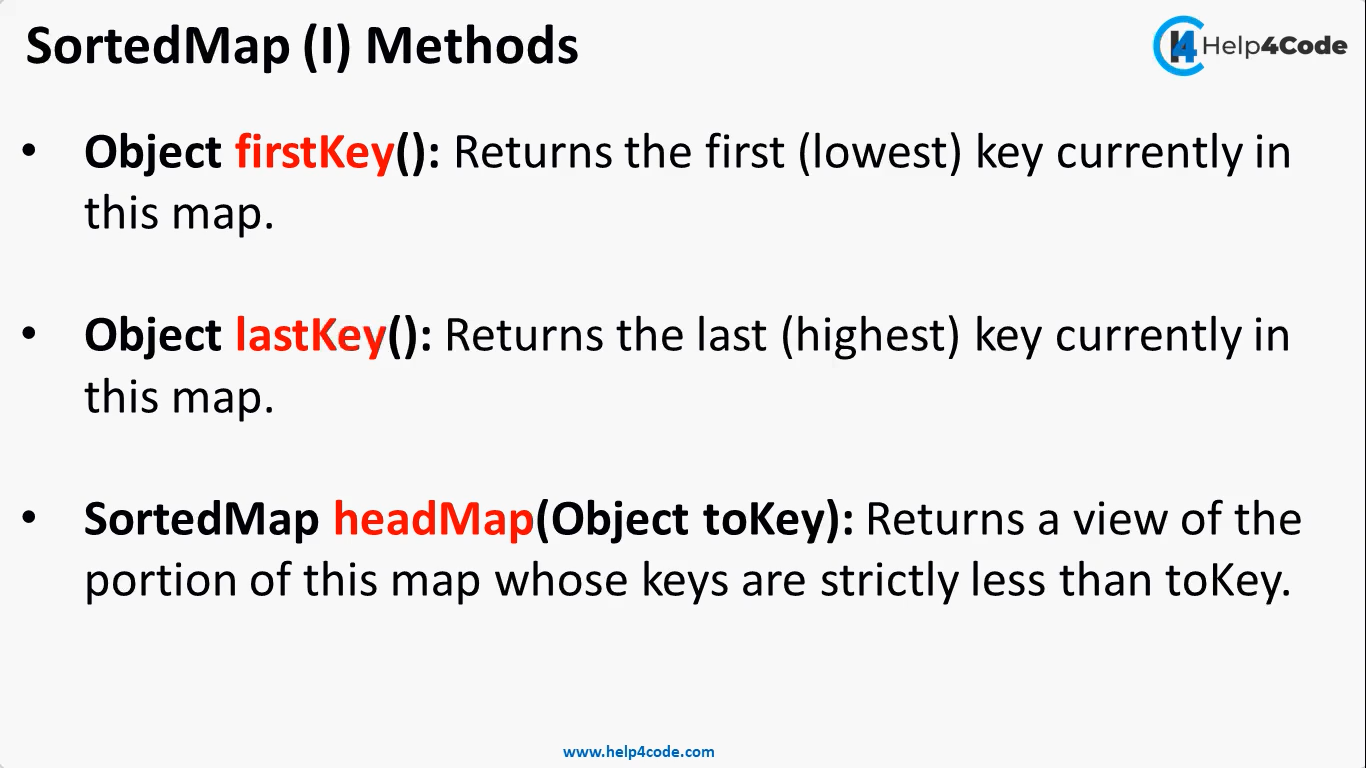 SortedMap (I) Methods
Help4Code
• Object firstKey(): Returns the first (lowest) key currently in
this map.
• Object lastKey(): Returns the last (highest) key currently in
this map.
• SortedMap headMap(Object toKey): Returns a view of the
portion of this map whose keys are strictly less than toKey.
www.help4code.com